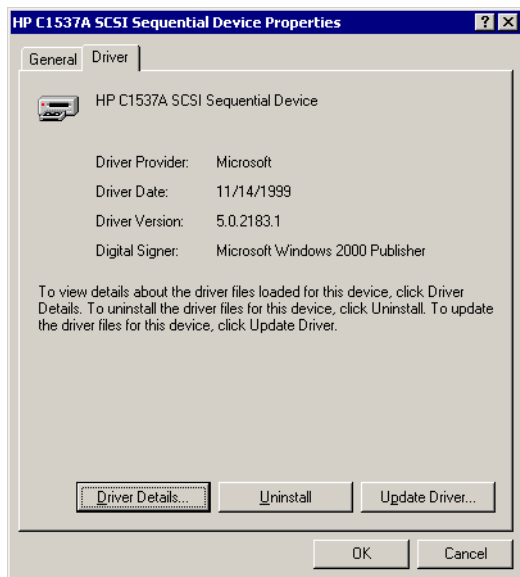 HP C1537A SCSI Sequential Device Properties
General Driver
HP C1537A SCSI Sequential Device
Driver Provider: Microsoft
Driver Date: 11/14/1999
Driver Version: 5.0.2183.1
Digital Signer: Microsoft Windows 2000 Publisher
To view details about the driver files loaded for this device, click Driver
Details. To uninstall the driver files for this device, click Uninstall. To update
the driver files for this device, click Update Driver.
Driver Details... Uninstall Update Driver...
OK Cancel